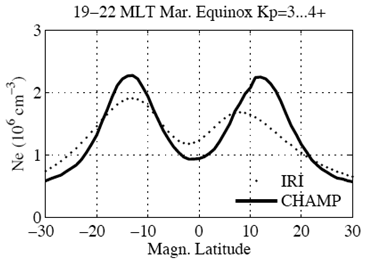 19−22 MLT Mar. Equinox Kp=3...4+
3
2
1
0
Ne (10⁶ cm⁻³)
IRI
CHAMP
−30 −20 −10 0 10 20 30
Magn. Latitude